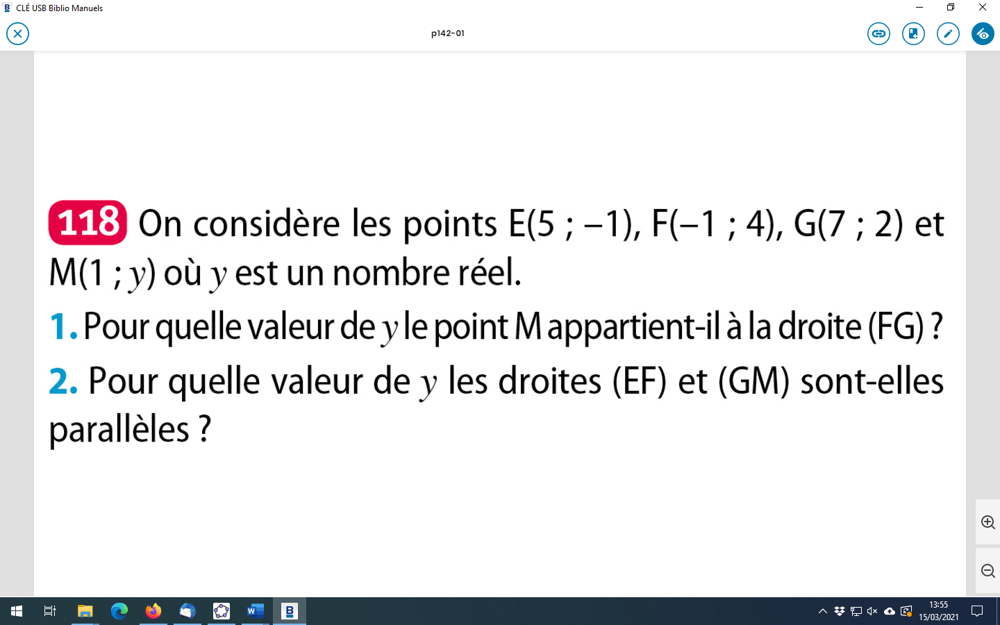 CLÉ USB Biblio Manuels
p142-01
118 On considère les points E(5 ; −1), F(−1 ; 4), G(7 ; 2) et
M(1 ; y) où y est un nombre réel.
1. Pour quelle valeur de y le point M appartient-il à la droite (FG) ?
2. Pour quelle valeur de y les droites (EF) et (GM) sont-elles
parallèles ?
13:55
15/03/2021